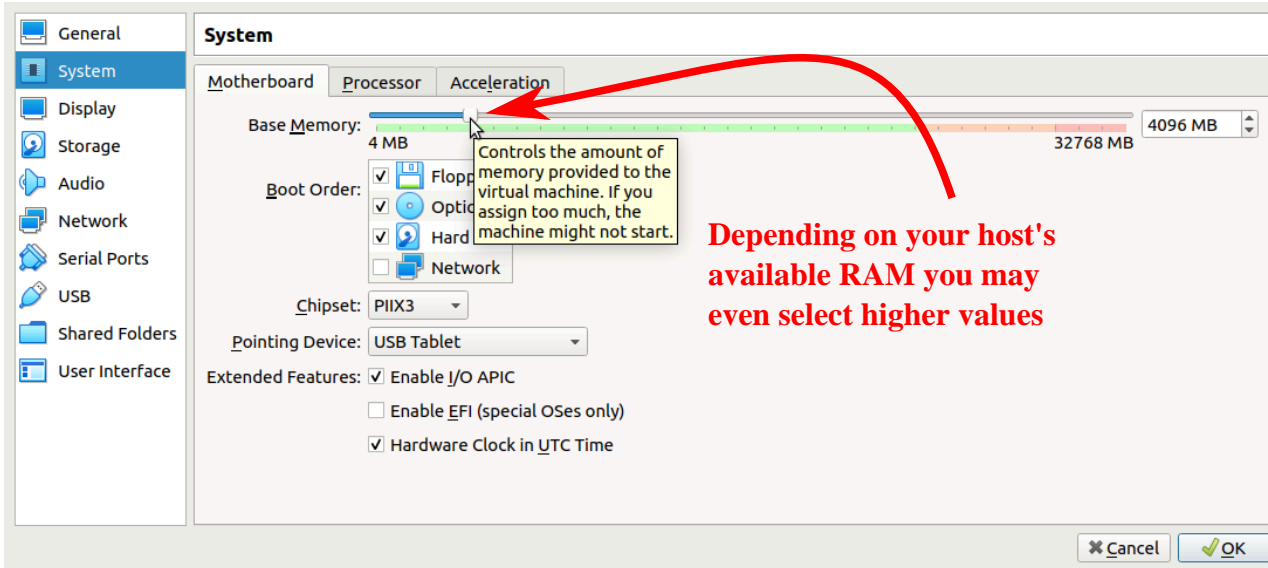 General
System
Display
Storage
Audio
Network
Serial Ports
USB
Shared Folders
User Interface
System
Motherboard Processor Acceleration
Base Memory: 4096 MB
4 MB 32768 MB
Controls the amount of
memory provided to the
virtual machine. If you
assign too much, the
machine might not start.
Boot Order:
Flopp
Optic
Hard
Network
Chipset: PIIX3
Pointing Device: USB Tablet
Extended Features: Enable I/O APIC
Enable EFI (special OSes only)
Hardware Clock in UTC Time
Depending on your host's
available RAM you may
even select higher values
Cancel OK